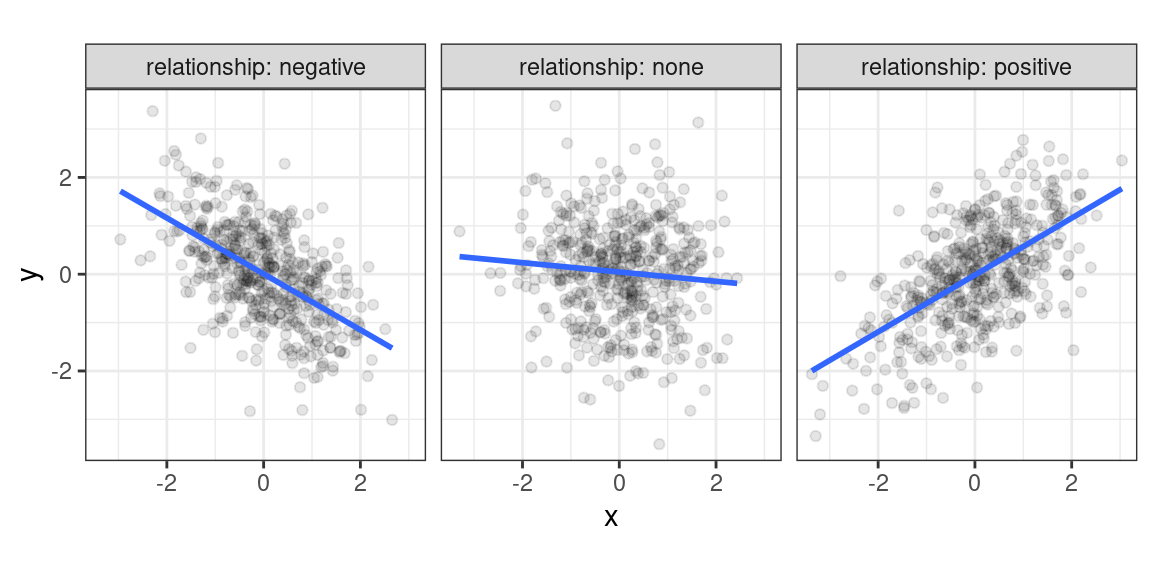 relationship: negative
relationship: none
relationship: positive
y
2
0
-2
-2 0 2
-2 0 2
-2 0 2
x